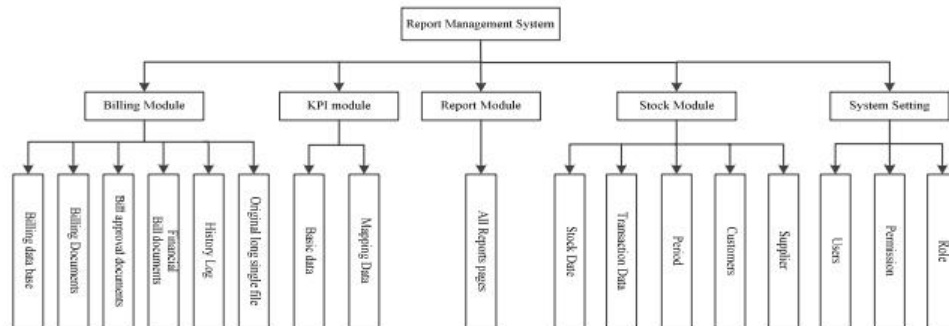 Report Management System
Billing Module
KPI module
Report Module
Stock Module
System Setting
Billing data base
Billing Documents
Bill approval documents
Financial
Bill documents
History Log
Original long single file
Basic data
Mapping Data
All Reports pages
Stock Date
Transaction Data
Period
Customers
Supplier
Users
Permission
Role